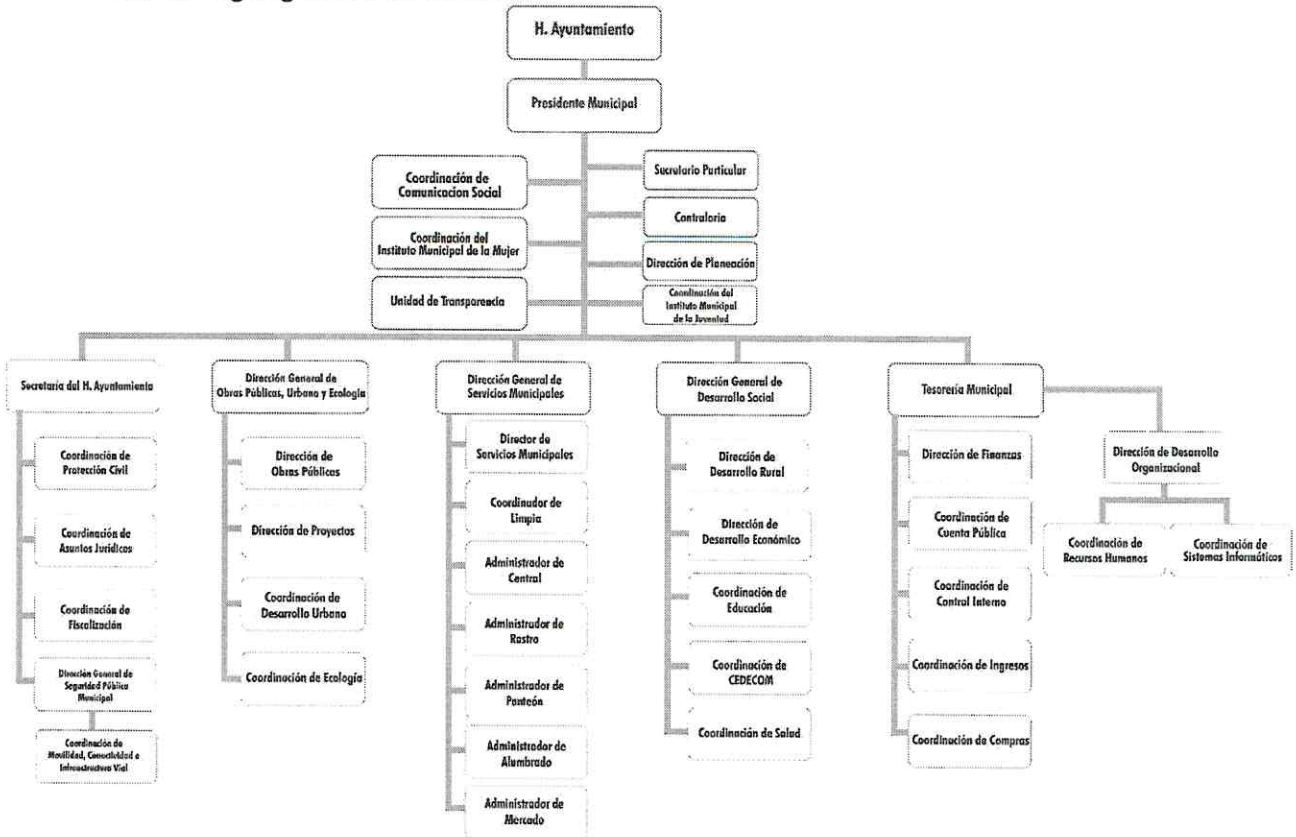 H. Ayuntamiento
Presidente Municipal
Coordinación de
Comunicacion Social
Secretario Particular
Contraloria
Coordinación del
Instituto Municipal de la Mujer
Dirección de Planeación
Unidad de Transparencia
Coordinación del
Instituto Municipal
de la Juventud
Secretaría del H. Ayuntamiento
Coordinación de
Protección Civil
Coordinación de
Asuntos Jurídicos
Coordinación de
Fiscalización
Dirección General de
Seguridad Pública
Municipal
Coordinación de
Movilidad, Conectividad e
Infraestructura Vial
Dirección General de
Obras Públicas, Urbano y Ecología
Dirección de
Obras Públicas
Dirección de Proyectos
Coordinación de
Desarrollo Urbano
Coordinación de Ecología
Dirección General de
Servicios Municipales
Director de
Servicios Municipales
Coordinador de
Limpia
Administrador de
Central
Administrador de
Rastro
Administrador de
Panteón
Administrador de
Alumbrado
Administrador de
Mercado
Dirección General de
Desarrollo Social
Dirección de
Desarrollo Rural
Dirección de
Desarrollo Económico
Coordinación de
Educación
Coordinación de
CEDECOM
Coordinación de Salud
Tesorería Municipal
Dirección de Finanzas
Coordinación de
Cuenta Pública
Coordinación de
Control Interno
Coordinación de Ingresos
Coordinación de Compras
Dirección de Desarrollo
Organizacional
Coordinación de
Recursos Humanos
Coordinación de
Sistemas Informáticos